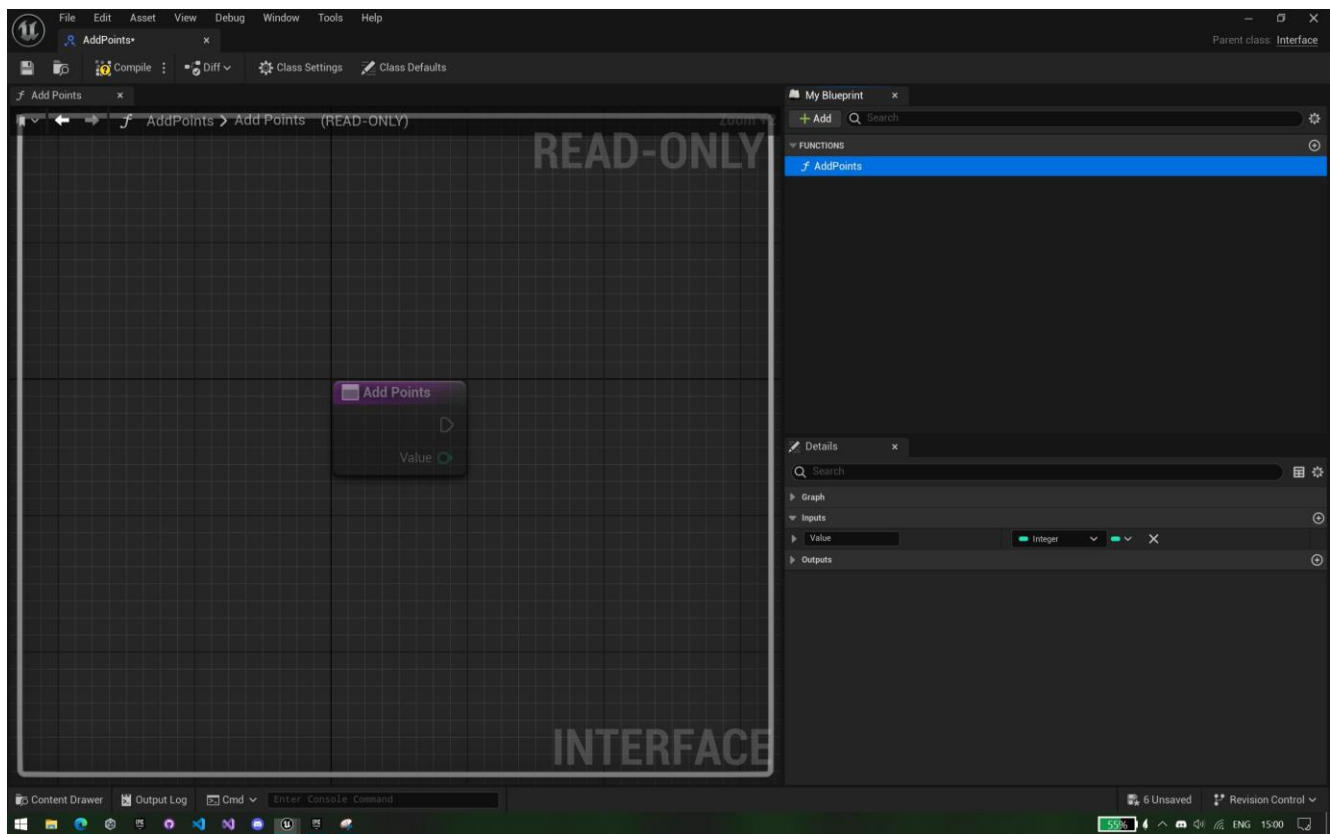 File Edit Asset View Debug Window Tools Help
AddPoints•
Parent class: Interface
Compile Diff Class Settings Class Defaults
Add Points
My Blueprint
AddPoints > Add Points (READ-ONLY)
Add Search
READ-ONLY
FUNCTIONS
AddPoints
Add Points
Value
Details
Search
Graph
Inputs
Value Integer
Outputs
INTERFACE
Content Drawer Output Log Cmd Enter Console Command 6 Unsaved Revision Control
55% ENG 15:00